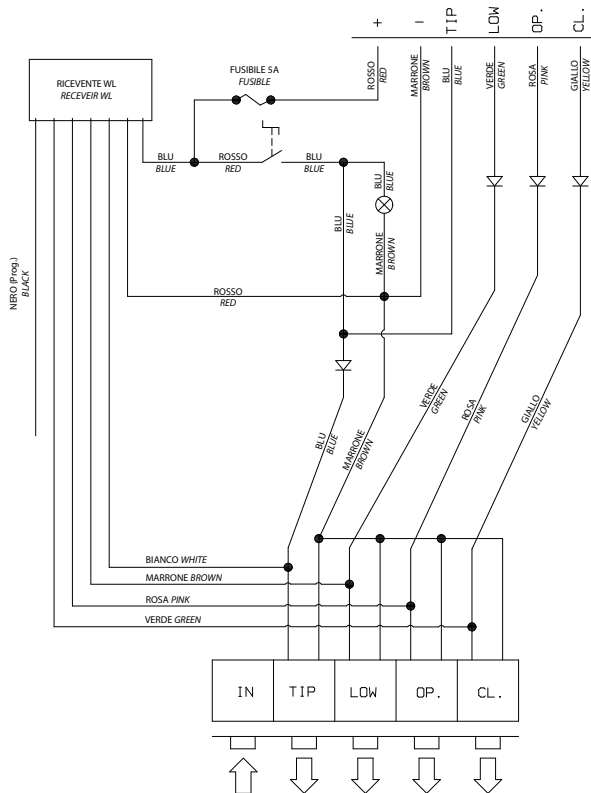 +
—
TIP
LOW
OP.
CL.
FUSIBILE 5A
FUSIBLE
ROSSO
RED
MARRONE
BROWN
BLU
BLUE
VERDE
GREEN
ROSA
PINK
GIALLO
YELLOW
RICEVENTE WL
RECEVEIR WL
BLU
BLUE
ROSSO
RED
BLU
BLUE
BLU
BLUE
BLU
BLUE
MARRONE
BROWN
NERO (Prog.)
BLACK
ROSSO
RED
VERDE
GREEN
ROSA
PINK
GIALLO
YELLOW
BLU
BLUE
MARRONE
BROWN
BIANCO WHITE
MARRONE BROWN
ROSA PINK
VERDE GREEN
IN
TIP
LOW
OP.
CL.